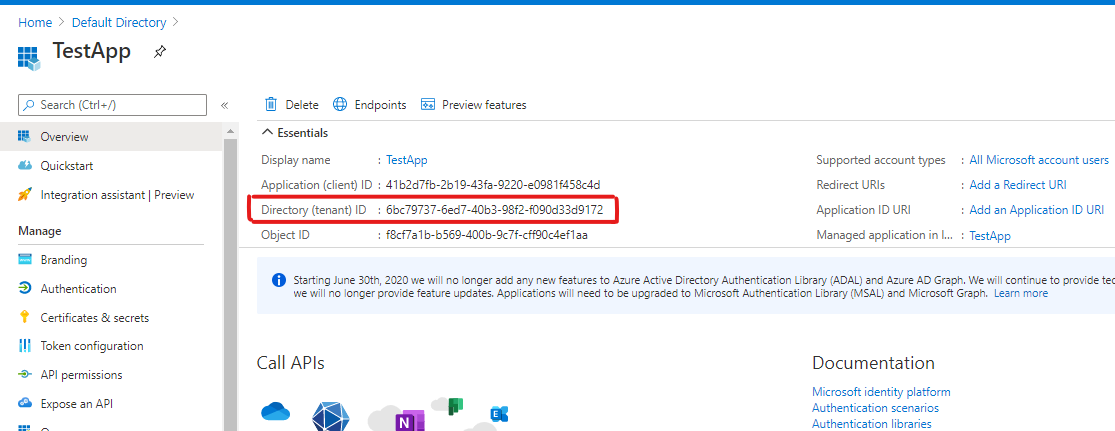 Home > Default Directory >
TestApp
Search (Ctrl+/)
«
Overview
Quickstart
Integration assistant | Preview
Manage
Branding
Authentication
Certificates & secrets
Token configuration
API permissions
Expose an API
Delete
Endpoints
Preview features
Essentials
Display name : TestApp
Application (client) ID : 41b2d7fb-2b19-43fa-9220-e0981f458c4d
Directory (tenant) ID : 6bc79737-6ed7-40b3-98f2-f090d33d9172
Object ID : f8cf7a1b-b569-400b-9c7f-cff90c4ef1aa
Supported account types : All Microsoft account users
Redirect URIs : Add a Redirect URI
Application ID URI : Add an Application ID URI
Managed application in l... : TestApp
Starting June 30th, 2020 we will no longer add any new features to Azure Active Directory Authentication Library (ADAL) and Azure AD Graph. We will continue to provide tec
we will no longer provide feature updates. Applications will need to be upgraded to Microsoft Authentication Library (MSAL) and Microsoft Graph. Learn more
Call APIs
N
E
Documentation
Microsoft identity platform
Authentication scenarios
Authentication libraries